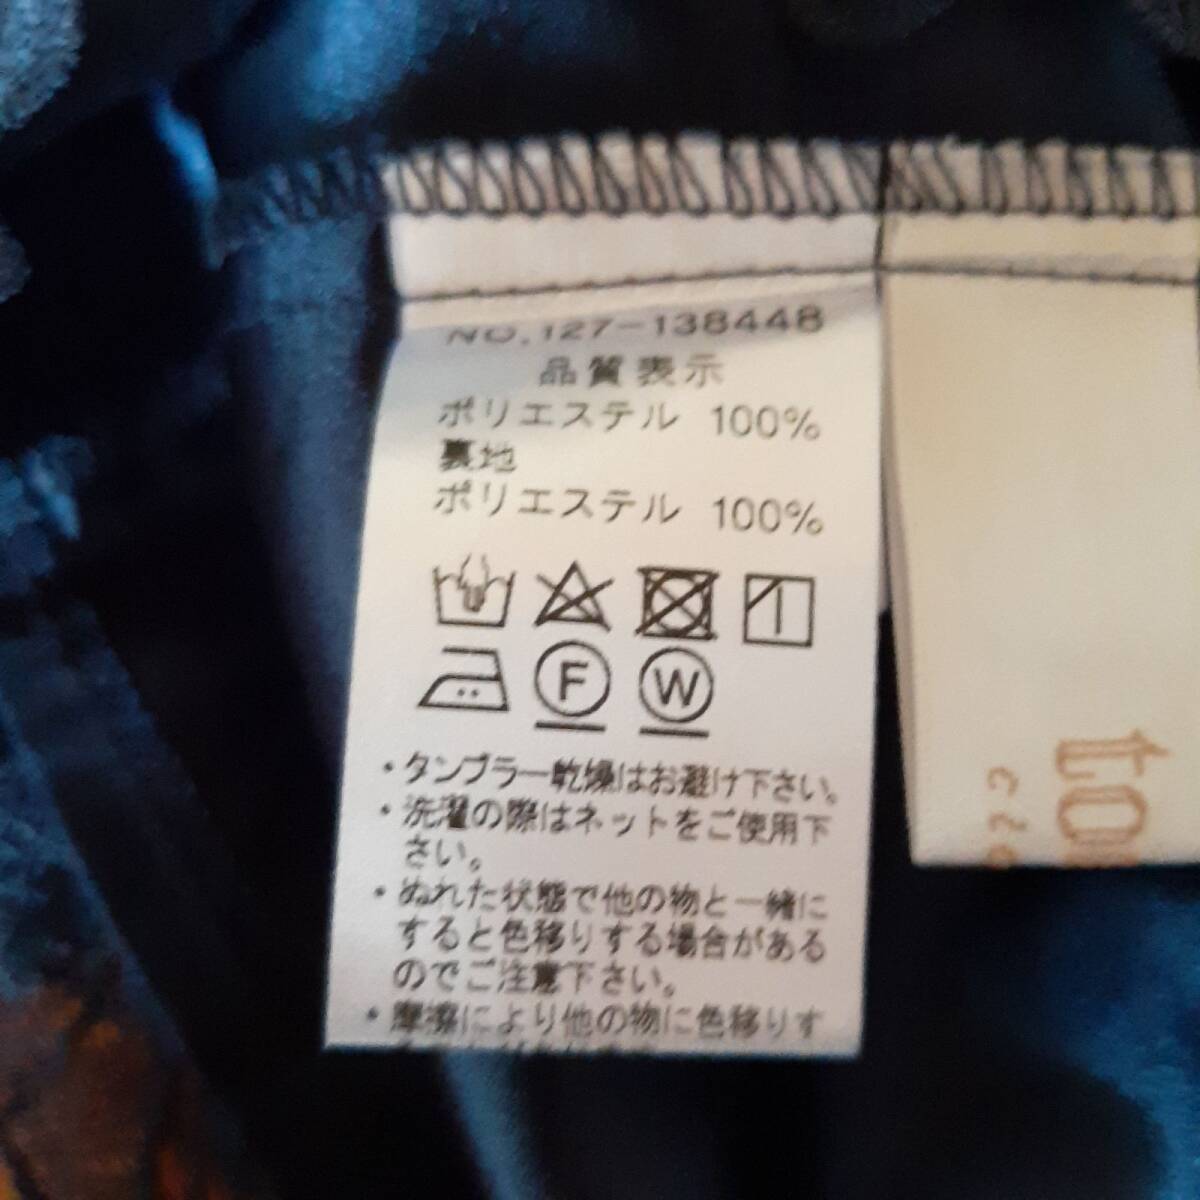 NO.127-138448
品質表示
ポリエステル 100%
裏地
ポリエステル 100%
F W
・タンブラー乾燥はお避け下さい。
・洗濯の際はネットをご使用下
さい。
・ぬれた状態で他の物と一緒に
すると色移りする場合がある
のでご注意下さい。
・摩擦により他の物に色移りす